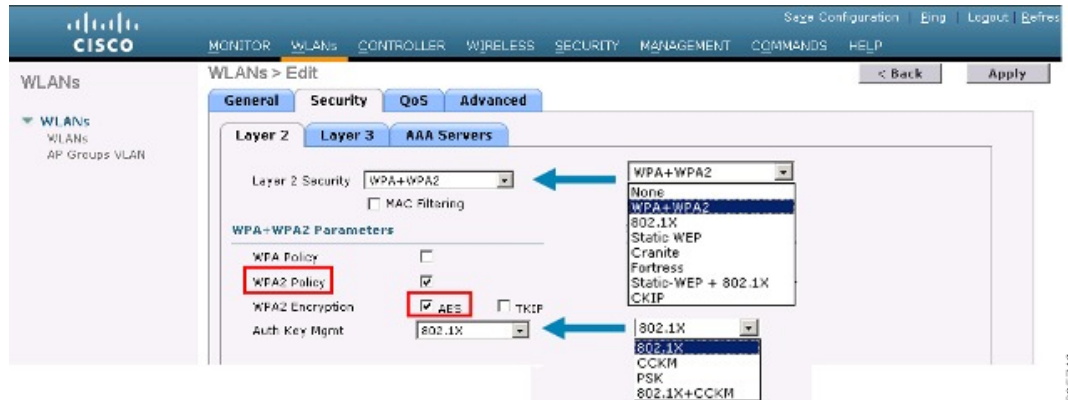 Save Configuration Ping Logout Refres
CISCO
MONITOR WLANs CONTROLLER WIRELESS SECURITY MANAGEMENT COMMANDS HELP
WLANs
WLANs > Edit
< Back Apply
General Security QoS Advanced
WLANs
WLANs
AP Groups VLAN
Layer 2 Layer 3 AAA Servers
Layer 2 Security WPA+WPA2
MAC Filtering
WPA+WPA2 Parameters
WPA Policy
WPA2 Policy
WPA2 Encryption AES TKIP
Auth Key Mgmt 802.1X
WPA+WPA2
None
WPA+WPA2
802.1X
Static WEP
Cranite
Fortress
Static-WEP + 802.1X
CKIP
802.1X
802.1X
CCKM
PSK
802.1X+CCKM